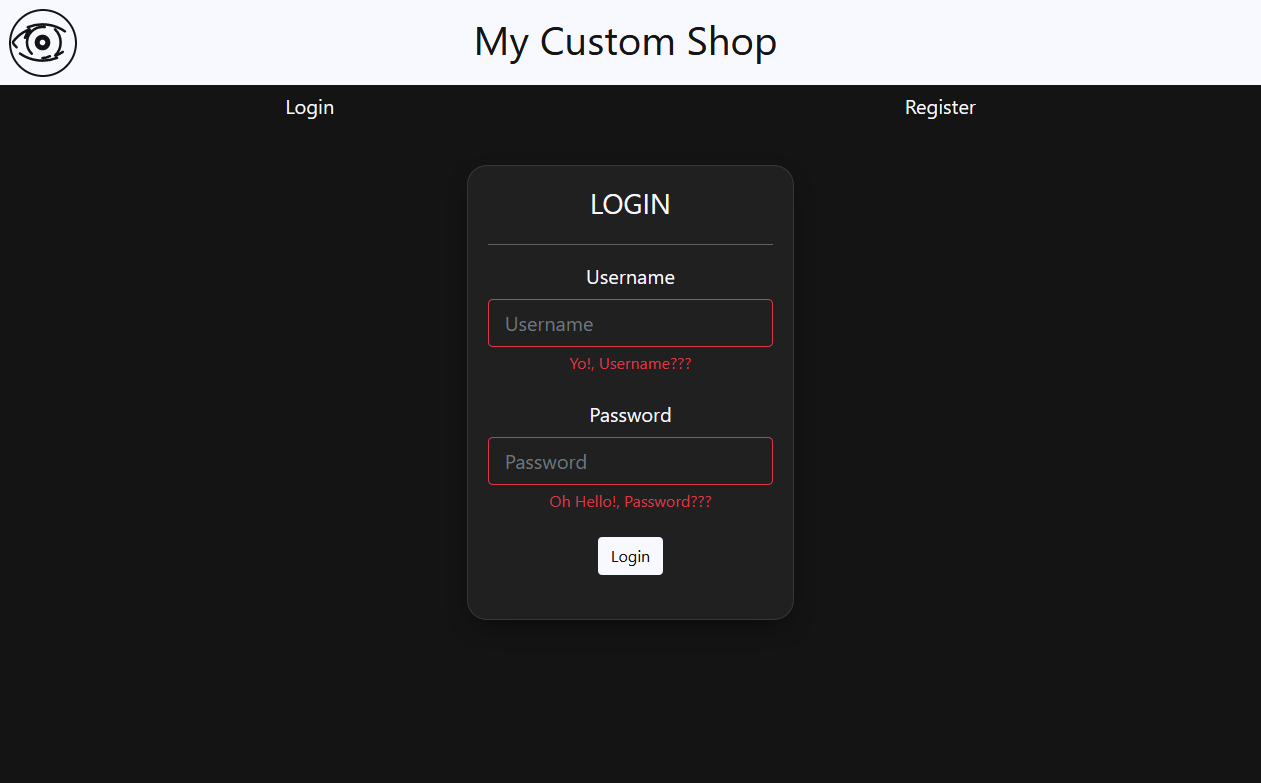 My Custom Shop
Login
Register
LOGIN
Username
Username
Yo!, Username???
Password
Password
Oh Hello!, Password???
Login